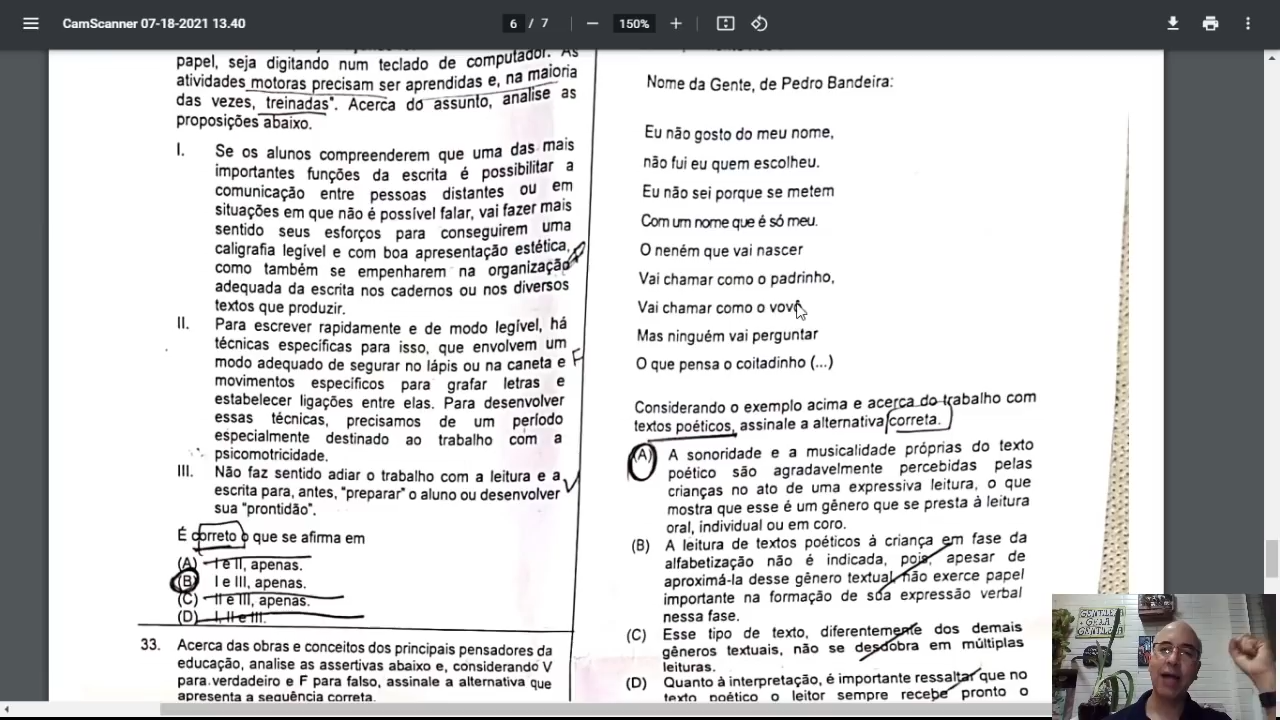 CamScanner 07-18-2021 13.40
6 / 7
150%
papel, seja digitando num teclado de computador. As
atividades motoras precisam ser aprendidas e, na maioria
das vezes, treinadas". Acerca do assunto, analise as
proposições abaixo.
I. Se os alunos compreenderem que uma das mais
importantes funções da escrita é possibilitar a
comunicação entre pessoas distantes ou em
situações em que não é possível falar, vai fazer mais
sentido seus esforços para conseguirem uma
caligrafia legível e com boa apresentação estética,
como também se empenharem na organização
adequada da escrita nos cadernos ou nos diversos
textos que produzir.
II. Para escrever rapidamente e de modo legível, há
técnicas específicas para isso, que envolvem um
modo adequado de segurar no lápis ou na caneta e F
movimentos específicos para grafar letras e
estabelecer ligações entre elas. Para desenvolver
essas técnicas, precisamos de um período
especialmente destinado ao trabalho com a
psicomotricidade.
III. Não faz sentido adiar o trabalho com a leitura e a V
escrita para, antes, "preparar" o aluno ou desenvolver
sua "prontidão".
É correto o que se afirma em
(A) I e II, apenas.
(B) I e III, apenas.
(C) II e III, apenas.
(D) I, II e III.
33. Acerca das obras e conceitos dos principais pensadores da
educação, analise as assertivas abaixo e, considerando V
para verdadeiro e F para falso, assinale a alternativa que
apresenta a sequência correta.
Nome da Gente, de Pedro Bandeira:
Eu não gosto do meu nome,
não fui eu quem escolheu.
Eu não sei porque se metem
Com um nome que é só meu.
O neném que vai nascer
Vai chamar como o padrinho,
Vai chamar como o vovô
Mas ninguém vai perguntar
O que pensa o coitadinho (...)
Considerando o exemplo acima e acerca do trabalho com
textos poéticos, assinale a alternativa correta.
(A) A sonoridade e a musicalidade próprias do texto
poético são agradavelmente percebidas pelas
crianças no ato de uma expressiva leitura, o que
mostra que esse é um gênero que se presta à leitura
oral, individual ou em coro.
(B) A leitura de textos poéticos à criança em fase da
alfabetização não é indicada, pois, apesar de
aproximá-la desse gênero textual, não exerce papel
importante na formação de sua expressão verbal
nessa fase.
(C) Esse tipo de texto, diferentemente dos demais
gêneros textuais, não se desdobra em múltiplas
leituras.
(D) Quanto à interpretação, é importante ressaltar que no
texto poético o leitor sempre recebe pronto o
GENTILEZA
GERA
GENTILEZA